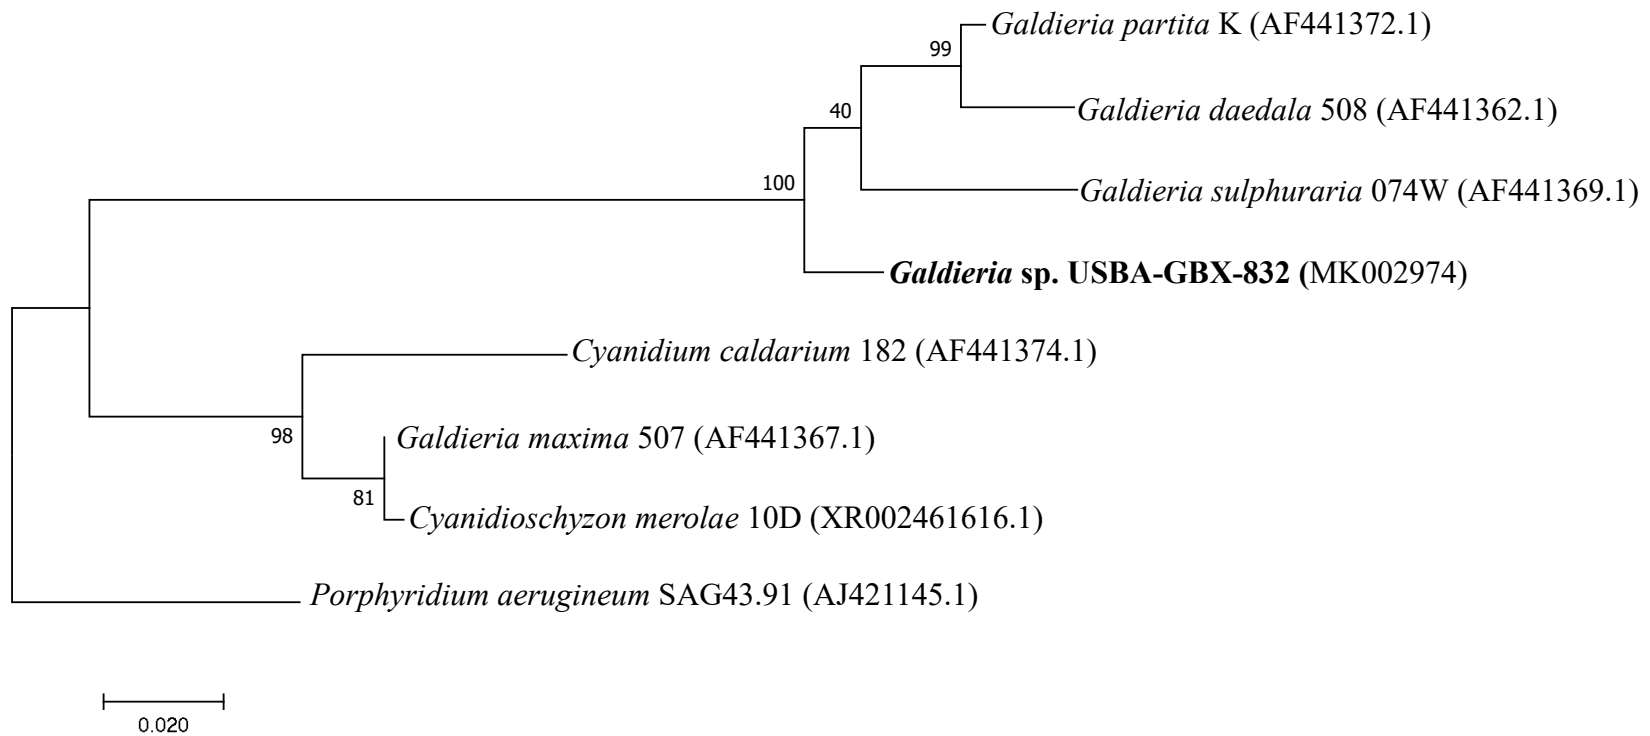 Galdieria partita K (AF441372.1)
99
Galdieria daedala 508 (AF441362.1)
40
Galdieria sulphuraria 074W (AF441369.1)
100
Galdieria sp. USBA-GBX-832 (MK002974)
Cyanidium caldarium 182 (AF441374.1)
98
Galdieria maxima 507 (AF441367.1)
81
Cyanidioschyzon merolae 10D (XR002461616.1)
Porphyridium aerugineum SAG43.91 (AJ421145.1)
0.020